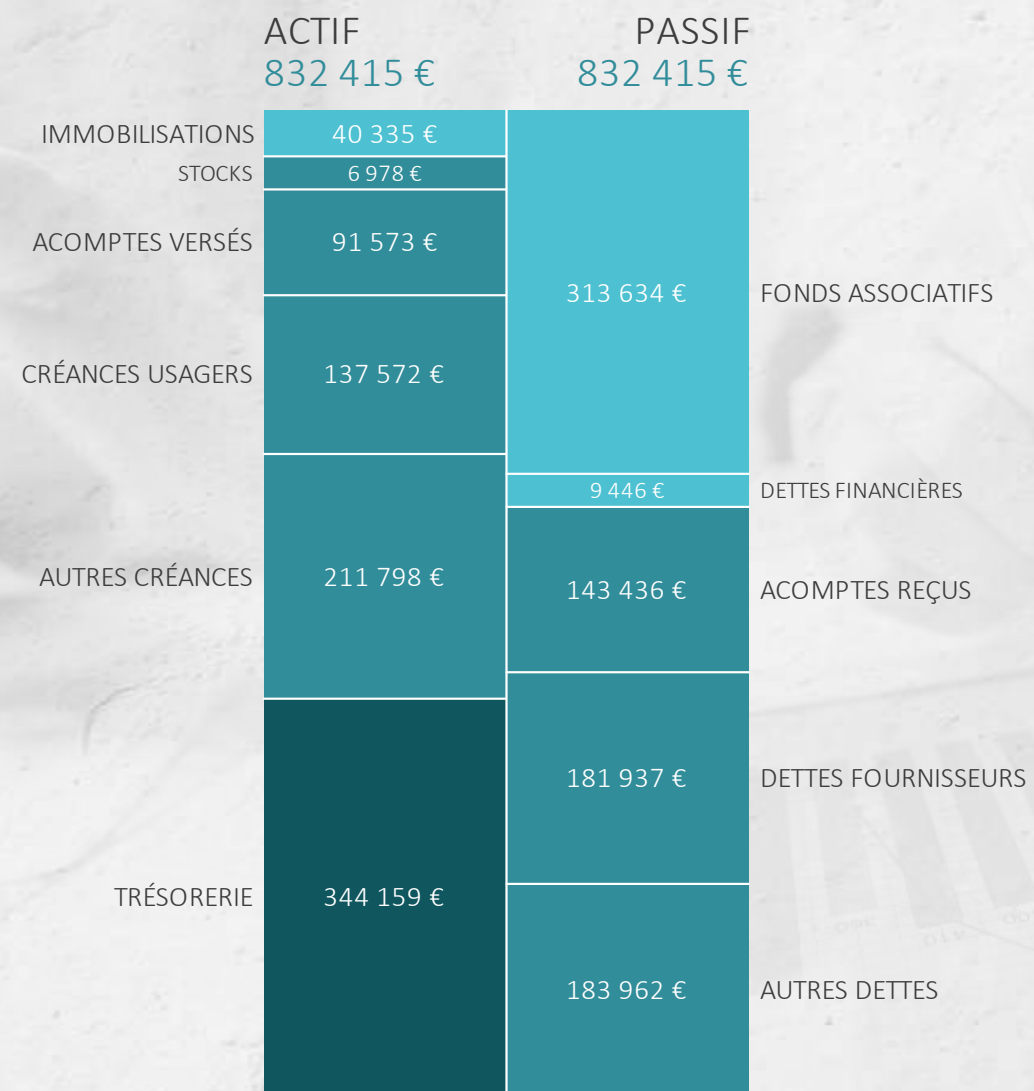 ACTIF
832 415 €
PASSIF
832 415 €
IMMOBILISATIONS
40 335 €
STOCKS
6 978 €
ACOMPTES VERSÉS
91 573 €
CRÉANCES USAGERS
137 572 €
AUTRES CRÉANCES
211 798 €
TRÉSORERIE
344 159 €
313 634 €
FONDS ASSOCIATIFS
9 446 €
DETTES FINANCIÈRES
143 436 €
ACOMPTES REÇUS
181 937 €
DETTES FOURNISSEURS
183 962 €
AUTRES DETTES